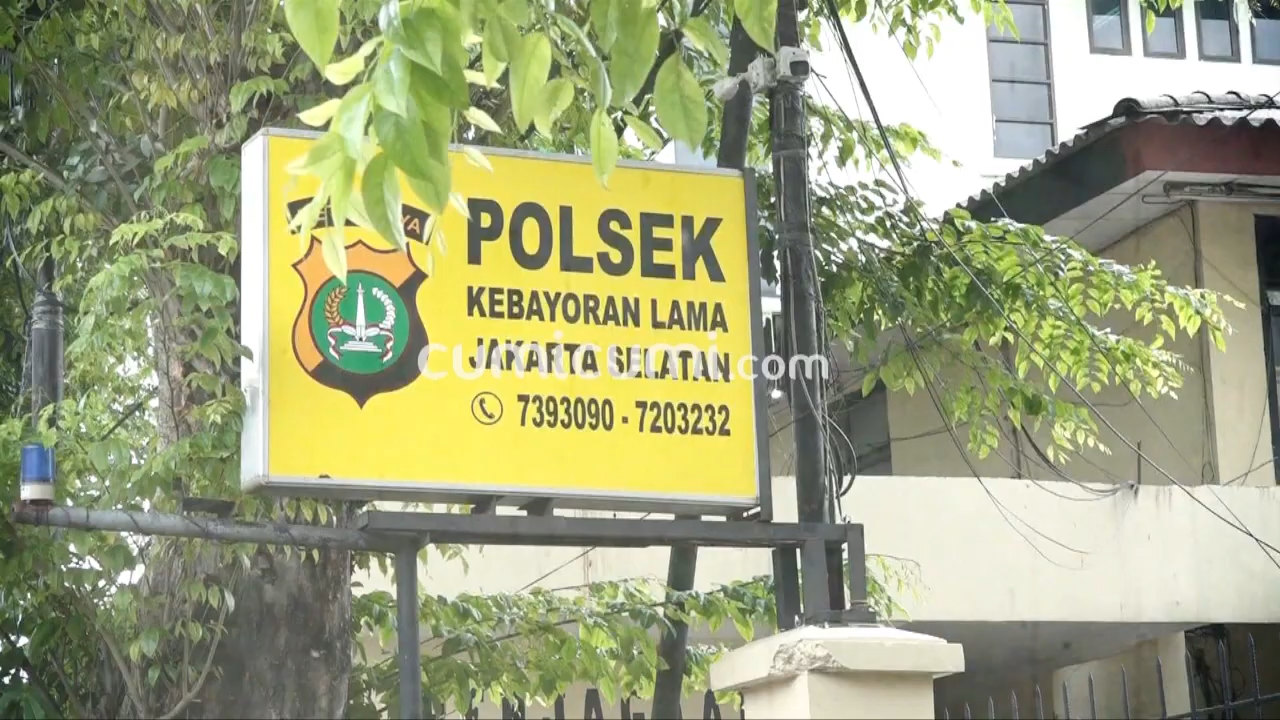 POLSEK
KEBAYORAN LAMA
JAKARTA SELATAN
7393090 - 7203232
cumicumi.com